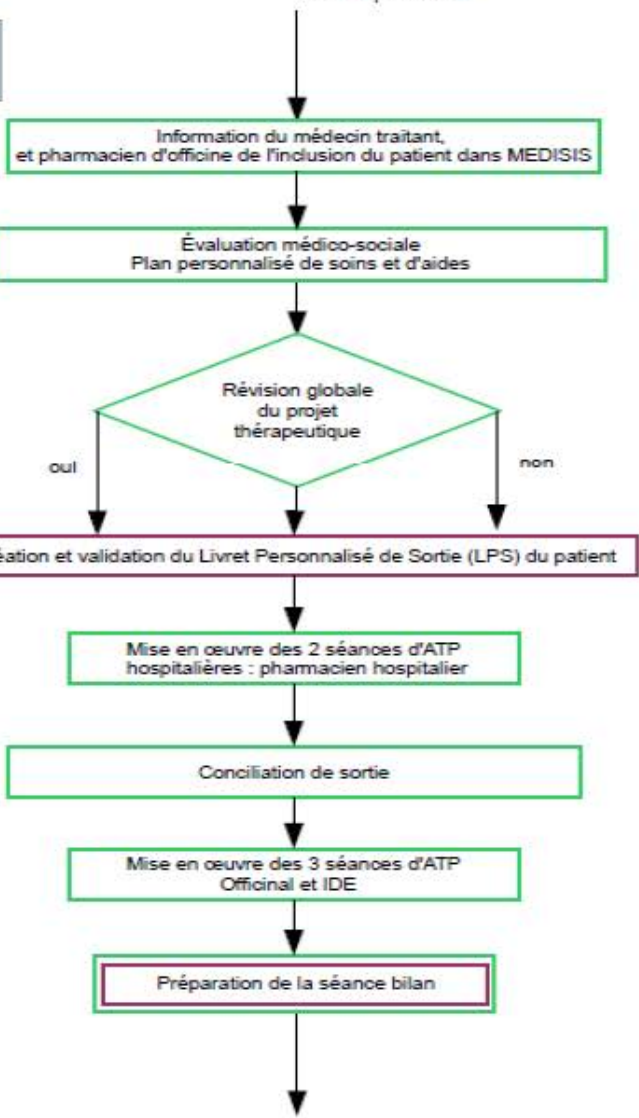 Information du médecin traitant,
et pharmacien d'officine de l'inclusion du patient dans MEDISIS
Évaluation médico-sociale
Plan personnalisé de soins et d'aides
Révision globale
du projet
thérapeutique
oui
non
éation et validation du Livret Personnalisé de Sortie (LPS) du patient
Mise en œuvre des 2 séances d'ATP
hospitalières : pharmacien hospitalier
Conciliation de sortie
Mise en œuvre des 3 séances d'ATP
Officinal et IDE
Préparation de la séance bilan